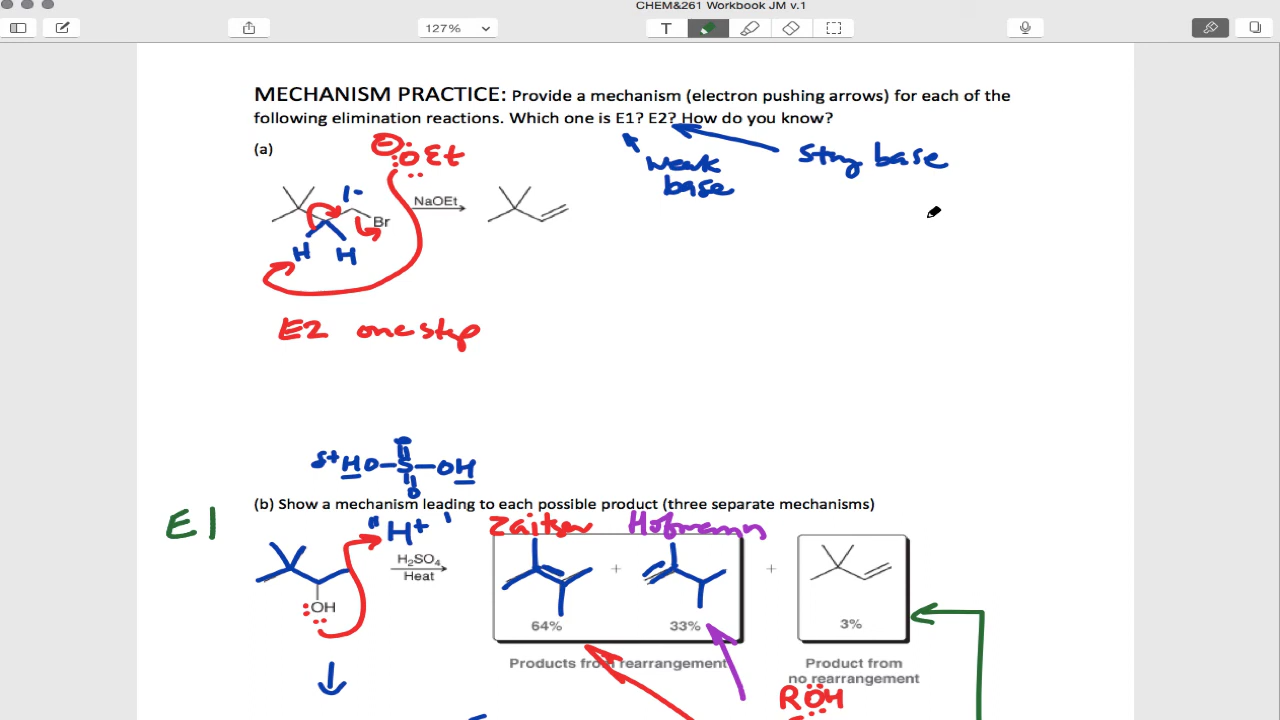 CHEM&261 Workbook JM v.1
127%
T
MECHANISM PRACTICE: Provide a mechanism (electron pushing arrows) for each of the
following elimination reactions. Which one is E1? E2? How do you know?
(a)
⊖
:OEt
weak
base
strong base
1°
NaOEt
Br
H H
E2 one step
O
δ+ HO-S-OH
O
(b) Show a mechanism leading to each possible product (three separate mechanisms)
E1
"H+"
Zaitsev
Hofmann
H₂SO₄
Heat
+
+
:OH
64%
33%
3%
Products from rearrangement
Product from
no rearrangement
ROH